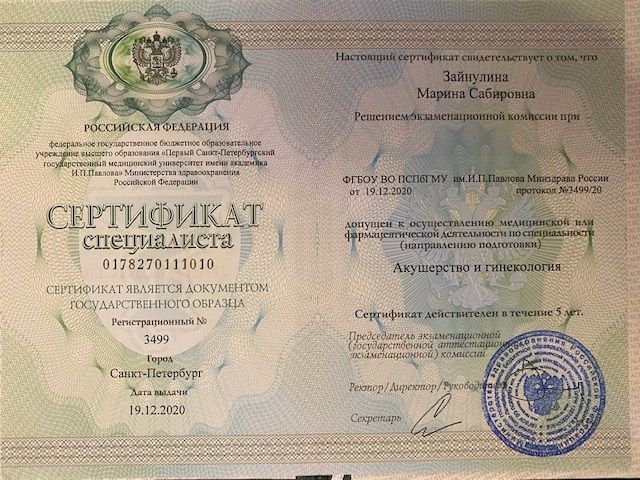 РОССИЙСКАЯ ФЕДЕРАЦИЯ
федеральное государственное бюджетное образовательное
учреждение высшего образования «Первый Санкт-Петербургский
государственный медицинский университет имени академика
И.П.Павлова» Министерства здравоохранения
Российской Федерации
СЕРТИФИКАТ
специалиста
0178270111010
СЕРТИФИКАТ ЯВЛЯЕТСЯ ДОКУМЕНТОМ
ГОСУДАРСТВЕННОГО ОБРАЗЦА
Регистрационный №
3499
Город
Санкт-Петербург
Дата выдачи
19.12.2020
Настоящий сертификат свидетельствует о том, что
Зайнулина
Марина Сабировна
Решением экзаменационной комиссии при
ФГБОУ ВО ПСПбГМУ им.И.П.Павлова Минздрава России
от 19.12.2020 протокол №3499/20
допущен к осуществлению медицинской или
фармацевтической деятельности по специальности
(направлению подготовки)
Акушерство и гинекология
Сертификат действителен в течение 5 лет.
Председатель экзаменационной
(государственной аттестационной
экзаменационной) комиссии
Ректор/Директор/Руководитель
Секретарь